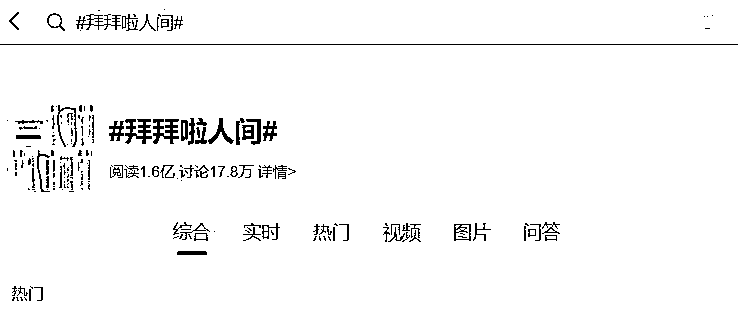 #拜拜啦人间#
#拜拜啦人间#
阅读1.6亿 讨论17.8万 详情>
综合 实时 热门 视频 图片 问答
热门